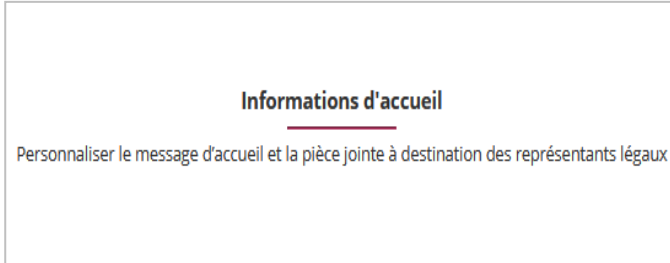 Informations d'accueil
Personnaliser le message d'accueil et la pièce jointe à destination des représentants légaux